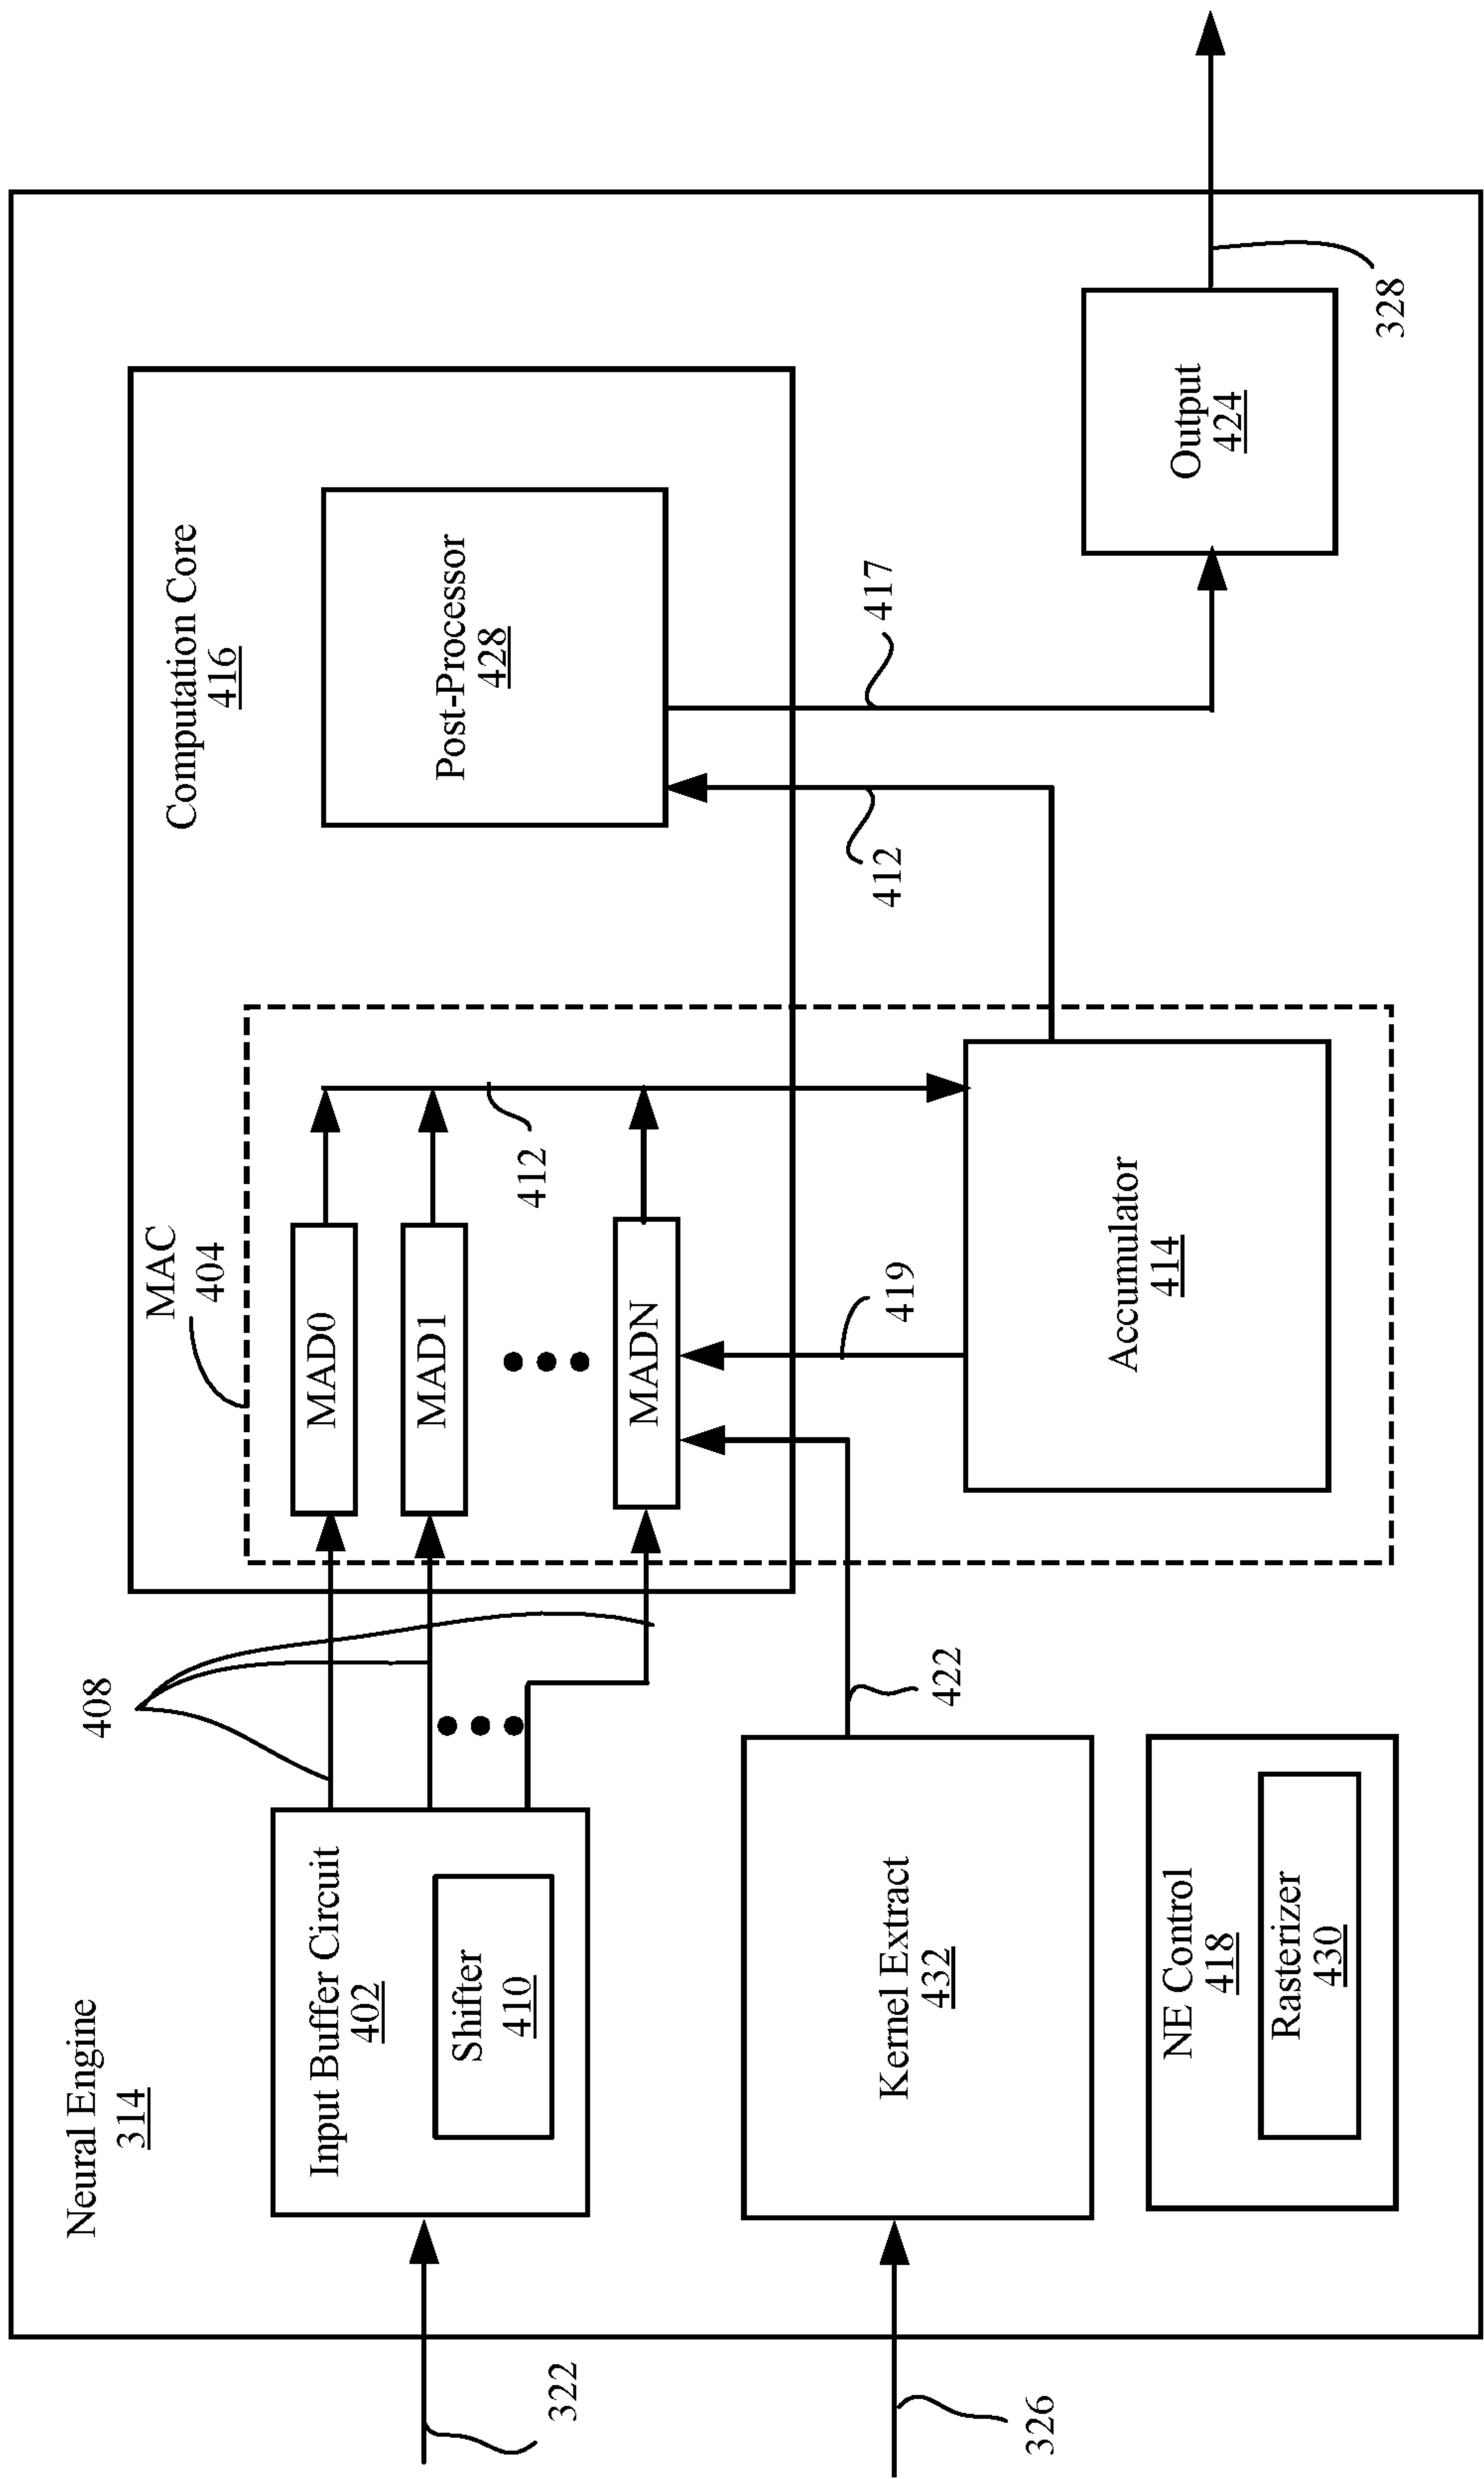 Neural Engine
314
322
Input Buffer Circuit
402
Shifter
410
408
MAC
404
MAD0
MAD1
MADN
412
Computation Core
416
Post-Processor
428
326
Kernel Extract
432
422
419
Accumulator
414
412
417
NE Control
418
Rasterizer
430
Output
424
328